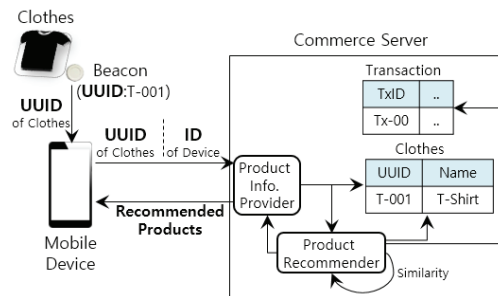 Clothes
Beacon
(UUID:T-001)
UUID
of Clothes
UUID
of Clothes
ID
of Device
Recommended
Products
Mobile
Device
Commerce Server
Transaction
TxID ..
Tx-00 ..
Clothes
UUID Name
T-001 T-Shirt
Product
Info.
Provider
Product
Recommender
Similarity